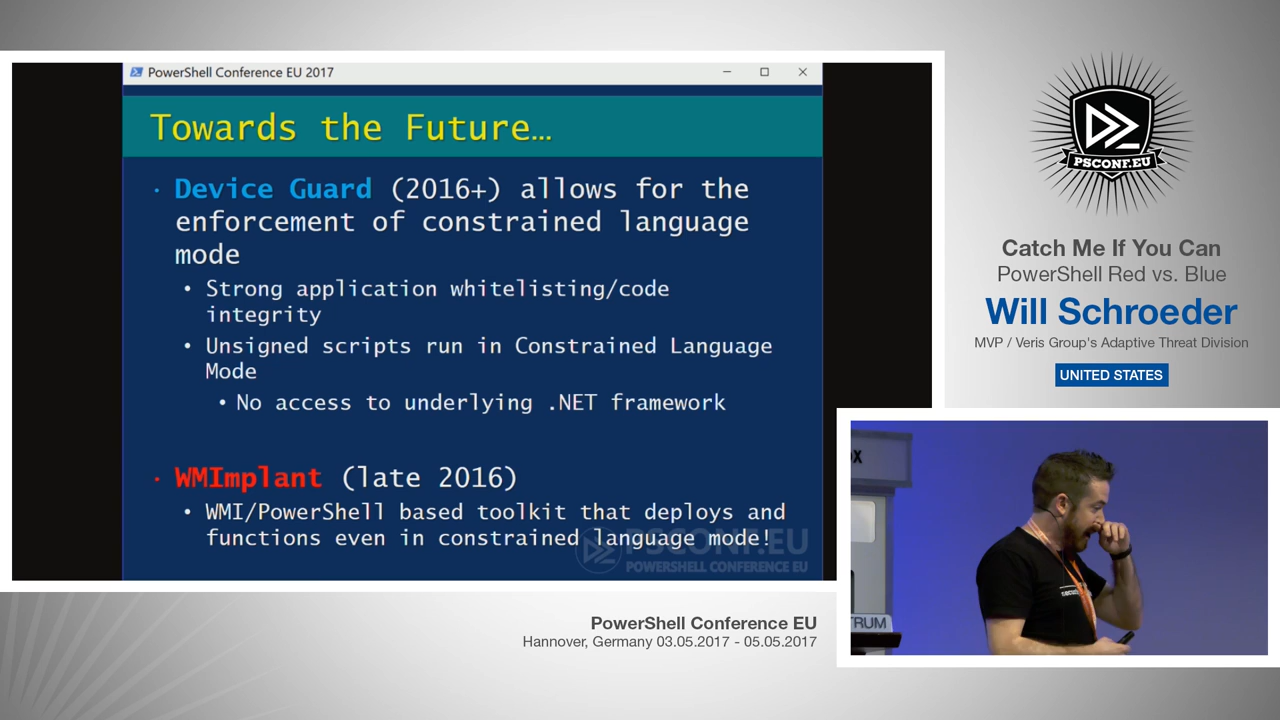 PowerShell Conference EU 2017
Towards the Future…
· Device Guard (2016+) allows for the
enforcement of constrained language
mode
• Strong application whitelisting/code
integrity
• Unsigned scripts run in Constrained Language
Mode
• No access to underlying .NET framework
· WMImplant (late 2016)
• WMI/PowerShell based toolkit that deploys and
functions even in constrained language mode!
PSCONF.EU
POWERSHELL CONFERENCE EU
PSCONF.EU
Catch Me If You Can
PowerShell Red vs. Blue
Will Schroeder
MVP / Veris Group's Adaptive Threat Division
UNITED STATES
OX
TRUM
PowerShell Conference EU
Hannover, Germany 03.05.2017 - 05.05.2017